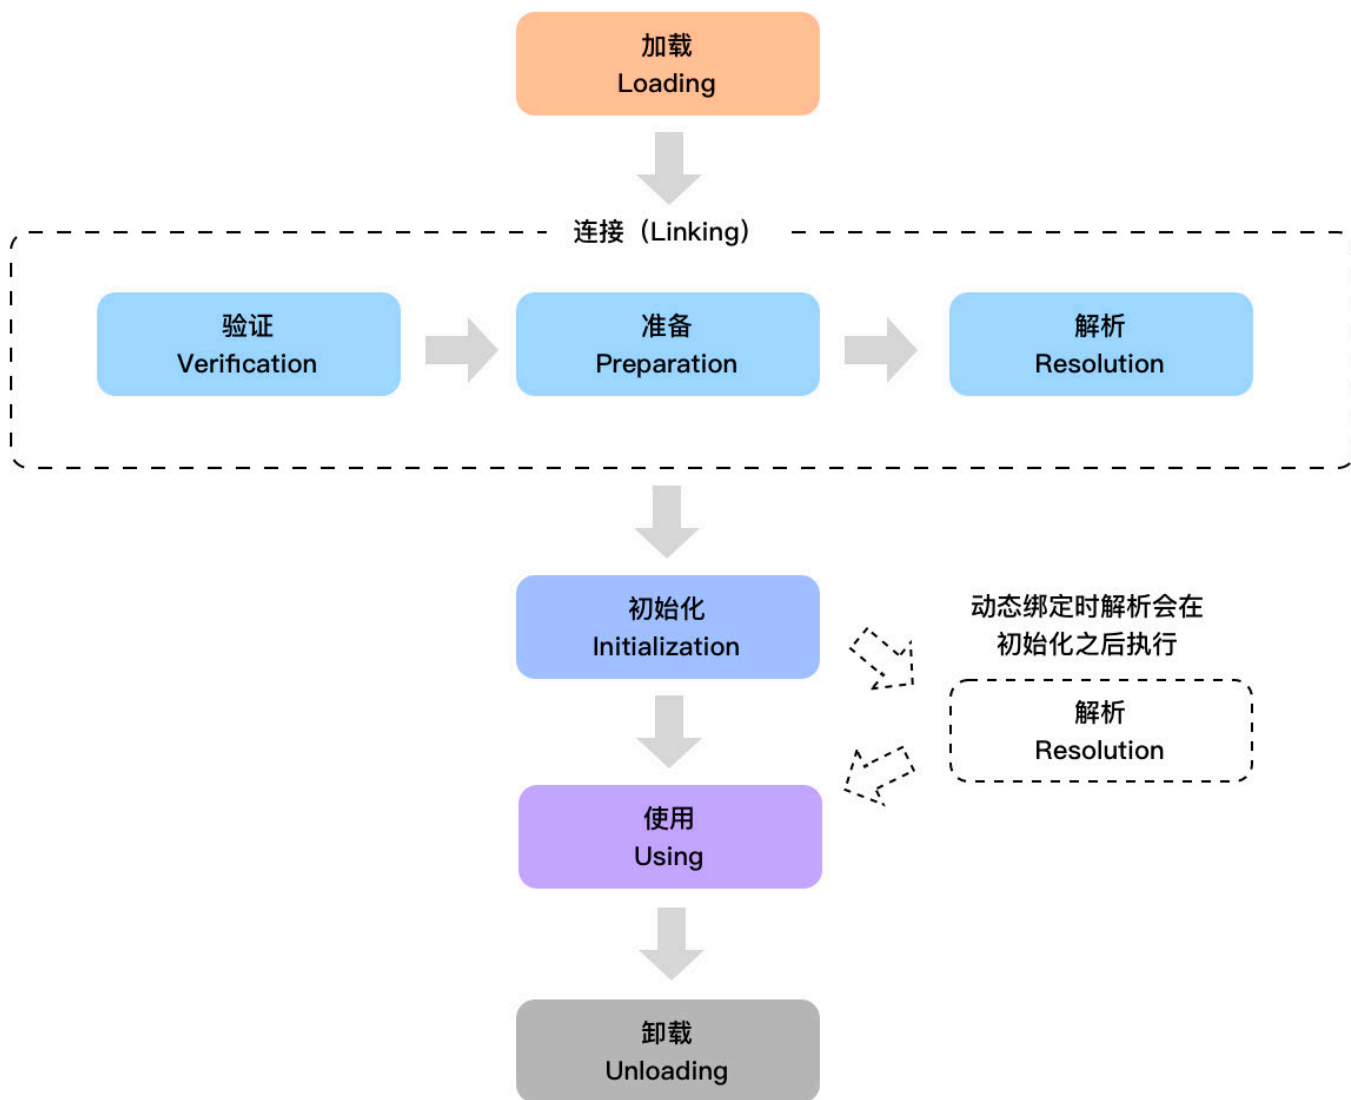 加载
Loading
连接（Linking）
验证
Verification
准备
Preparation
解析
Resolution
初始化
Initialization
动态绑定时解析会在
初始化之后执行
解析
Resolution
使用
Using
卸载
Unloading